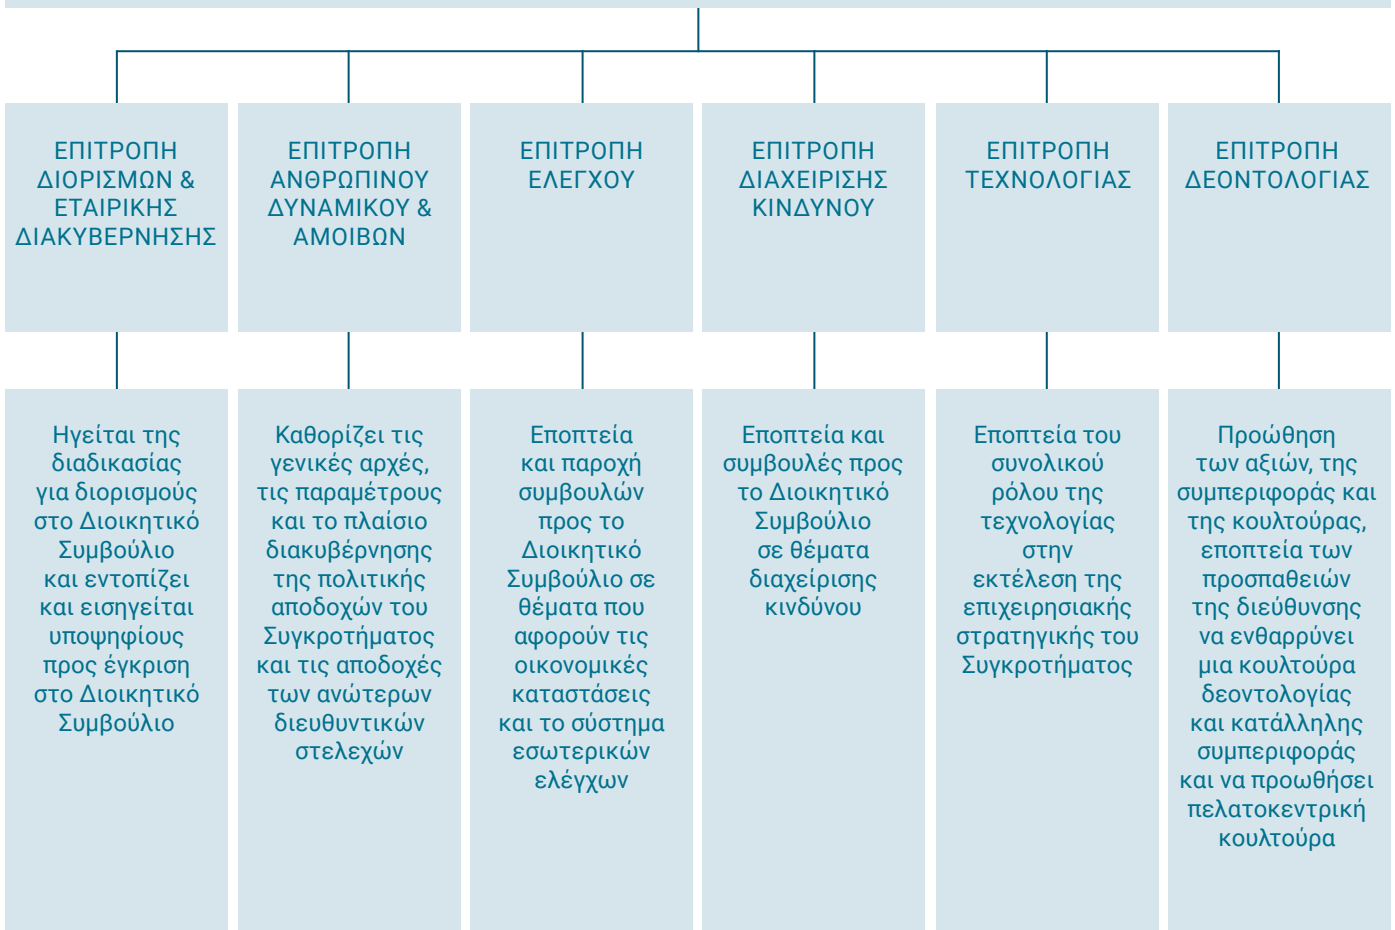 ΕΠΙΤΡΟΠΗ
ΔΙΟΡΙΣΜΩΝ &
ΕΤΑΙΡΙΚΗΣ
ΔΙΑΚΥΒΕΡΝΗΣΗΣ
ΕΠΙΤΡΟΠΗ
ΑΝΘΡΩΠΙΝΟΥ
ΔΥΝΑΜΙΚΟΥ &
ΑΜΟΙΒΩΝ
ΕΠΙΤΡΟΠΗ
ΕΛΕΓΧΟΥ
ΕΠΙΤΡΟΠΗ
ΔΙΑΧΕΙΡΙΣΗΣ
ΚΙΝΔΥΝΟΥ
ΕΠΙΤΡΟΠΗ
ΤΕΧΝΟΛΟΓΙΑΣ
ΕΠΙΤΡΟΠΗ
ΔΕΟΝΤΟΛΟΓΙΑΣ
Ηγείται της
διαδικασίας
για διορισμούς
στο Διοικητικό
Συμβούλιο
και εντοπίζει
και εισηγείται
υποψηφίους
προς έγκριση
στο Διοικητικό
Συμβούλιο
Καθορίζει τις
γενικές αρχές,
τις παραμέτρους
και το πλαίσιο
διακυβέρνησης
της πολιτικής
αποδοχών του
Συγκροτήματος
και τις αποδοχές
των ανώτερων
διευθυντικών
στελεχών
Εποπτεία
και παροχή
συμβουλών
προς το
Διοικητικό
Συμβούλιο σε
θέματα που
αφορούν τις
οικονομικές
καταστάσεις
και το σύστημα
εσωτερικών
ελέγχων
Εποπτεία και
συμβουλές προς
το Διοικητικό
Συμβούλιο
σε θέματα
διαχείρισης
κινδύνου
Εποπτεία του
συνολικού
ρόλου της
τεχνολογίας
στην
εκτέλεση της
επιχειρησιακής
στρατηγικής του
Συγκροτήματος
Προώθηση
των αξιών, της
συμπεριφοράς και
της κουλτούρας,
εποπτεία των
προσπαθειών
της διεύθυνσης
να ενθαρρύνει
μια κουλτούρα
δεοντολογίας
και κατάλληλης
συμπεριφοράς
και να προωθήσει
πελατοκεντρική
κουλτούρα